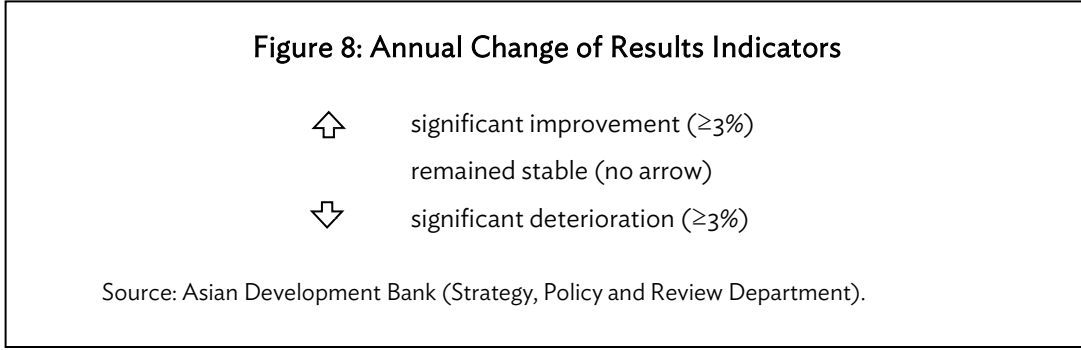 Figure 8: Annual Change of Results Indicators
significant improvement (≥3%)
remained stable (no arrow)
significant deterioration (≥3%)
Source: Asian Development Bank (Strategy, Policy and Review Department).